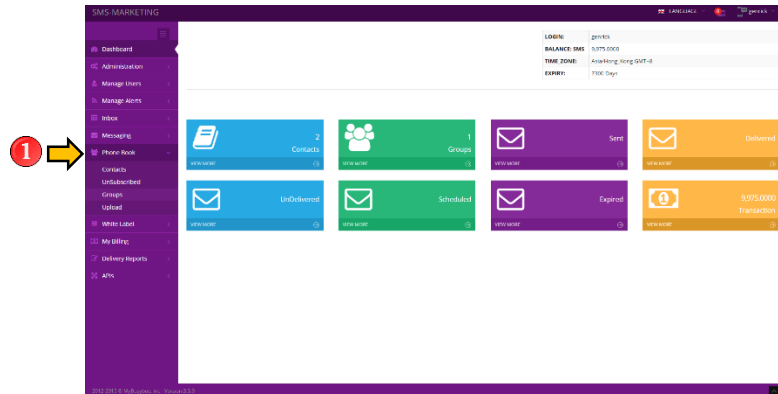 SMS-MARKETING
LANGUAGE
genrick
LOGIN: genrick
BALANCE: SMS 9,975.0000
TIME ZONE: Asia/Hong_Kong GMT+8
EXPIRY: 7300 Days
Dashboard
Administration
Manage Users
Manage Alerts
Inbox
Messaging
1
Phone Book
Contacts
UnSubscribed
Groups
Upload
White Label
My Billing
Delivery Reports
APIs
2
Contacts
VIEW MORE
1
Groups
VIEW MORE
Sent
VIEW MORE
Delivered
VIEW MORE
UnDelivered
VIEW MORE
Scheduled
VIEW MORE
Expired
VIEW MORE
9,975.0000
Transaction
VIEW MORE